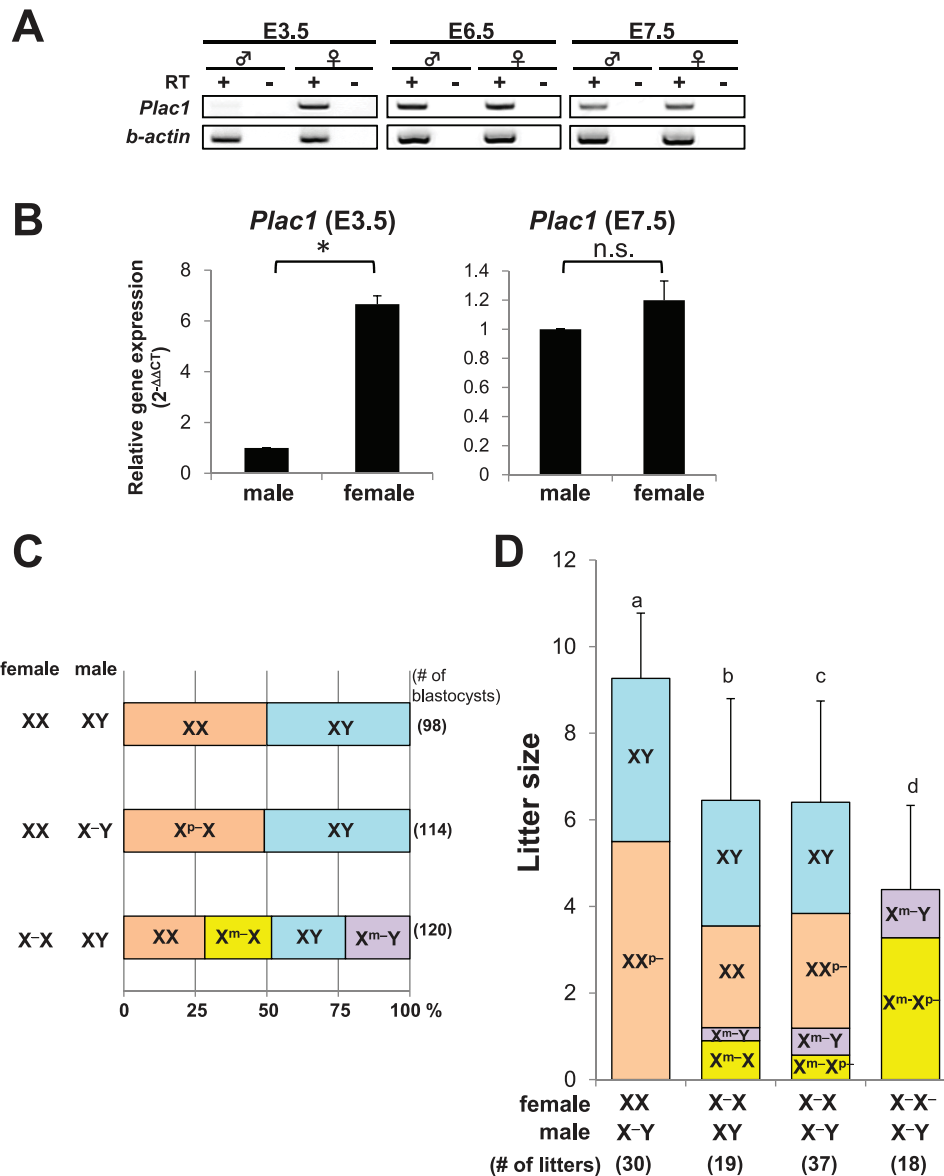 A
E3.5 E6.5 E7.5
♂ ♀ ♂ ♀ ♂ ♀
RT + - + - + - + - + - + -
Plac1
b-actin
B
Plac1 (E3.5)
*
Relative gene expression
(2-ΔΔCT)
8
6
4
2
0
male female
Plac1 (E7.5)
n.s.
1.4
1.2
1
0.8
0.6
0.4
0.2
0
male female
C
female male
(# of
blastocysts)
XX XY XX XY (98)
XX X–Y Xp–X XY (114)
X–X XY XX Xm–X XY Xm–Y (120)
0 25 50 75 100 %
D
Litter size
12
10
8
6
4
2
0
a
XY
XXp–
b
XY
XX
Xm–Y
Xm–X
c
XY
XXp–
Xm–Y
Xm–Xp–
d
Xm–Y
Xm-Xp–
female XX X–X X–X X–X-
male X–Y XY X–Y X–Y
(# of litters) (30) (19) (37) (18)